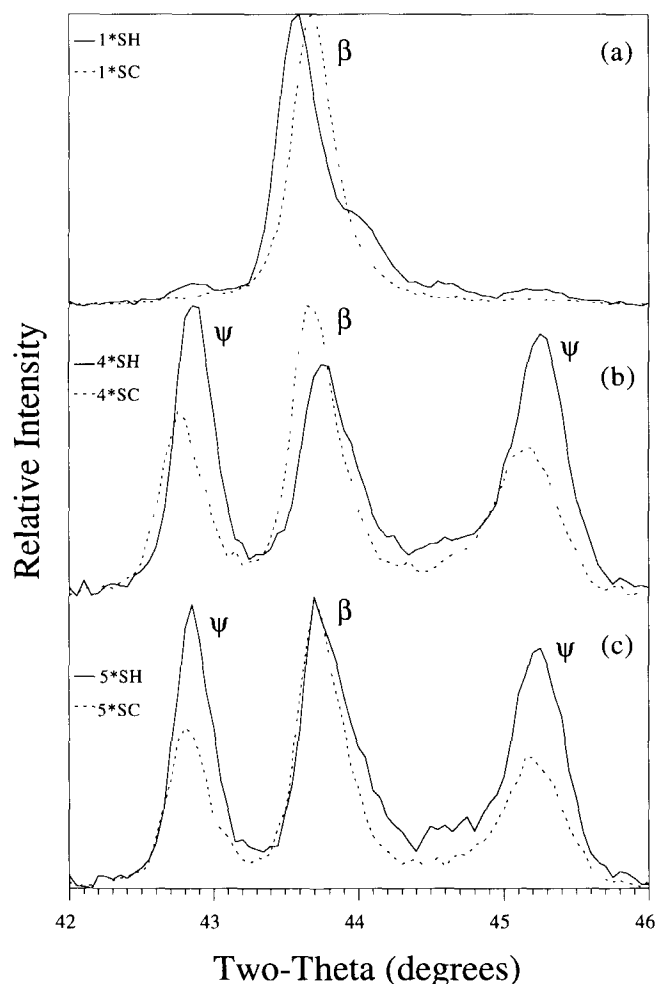 1*SH
1*SC
β
(a)
Relative Intensity
4*SH
4*SC
ψ
β
ψ
(b)
5*SH
5*SC
ψ
β
ψ
(c)
42 43 44 45 46
Two-Theta (degrees)